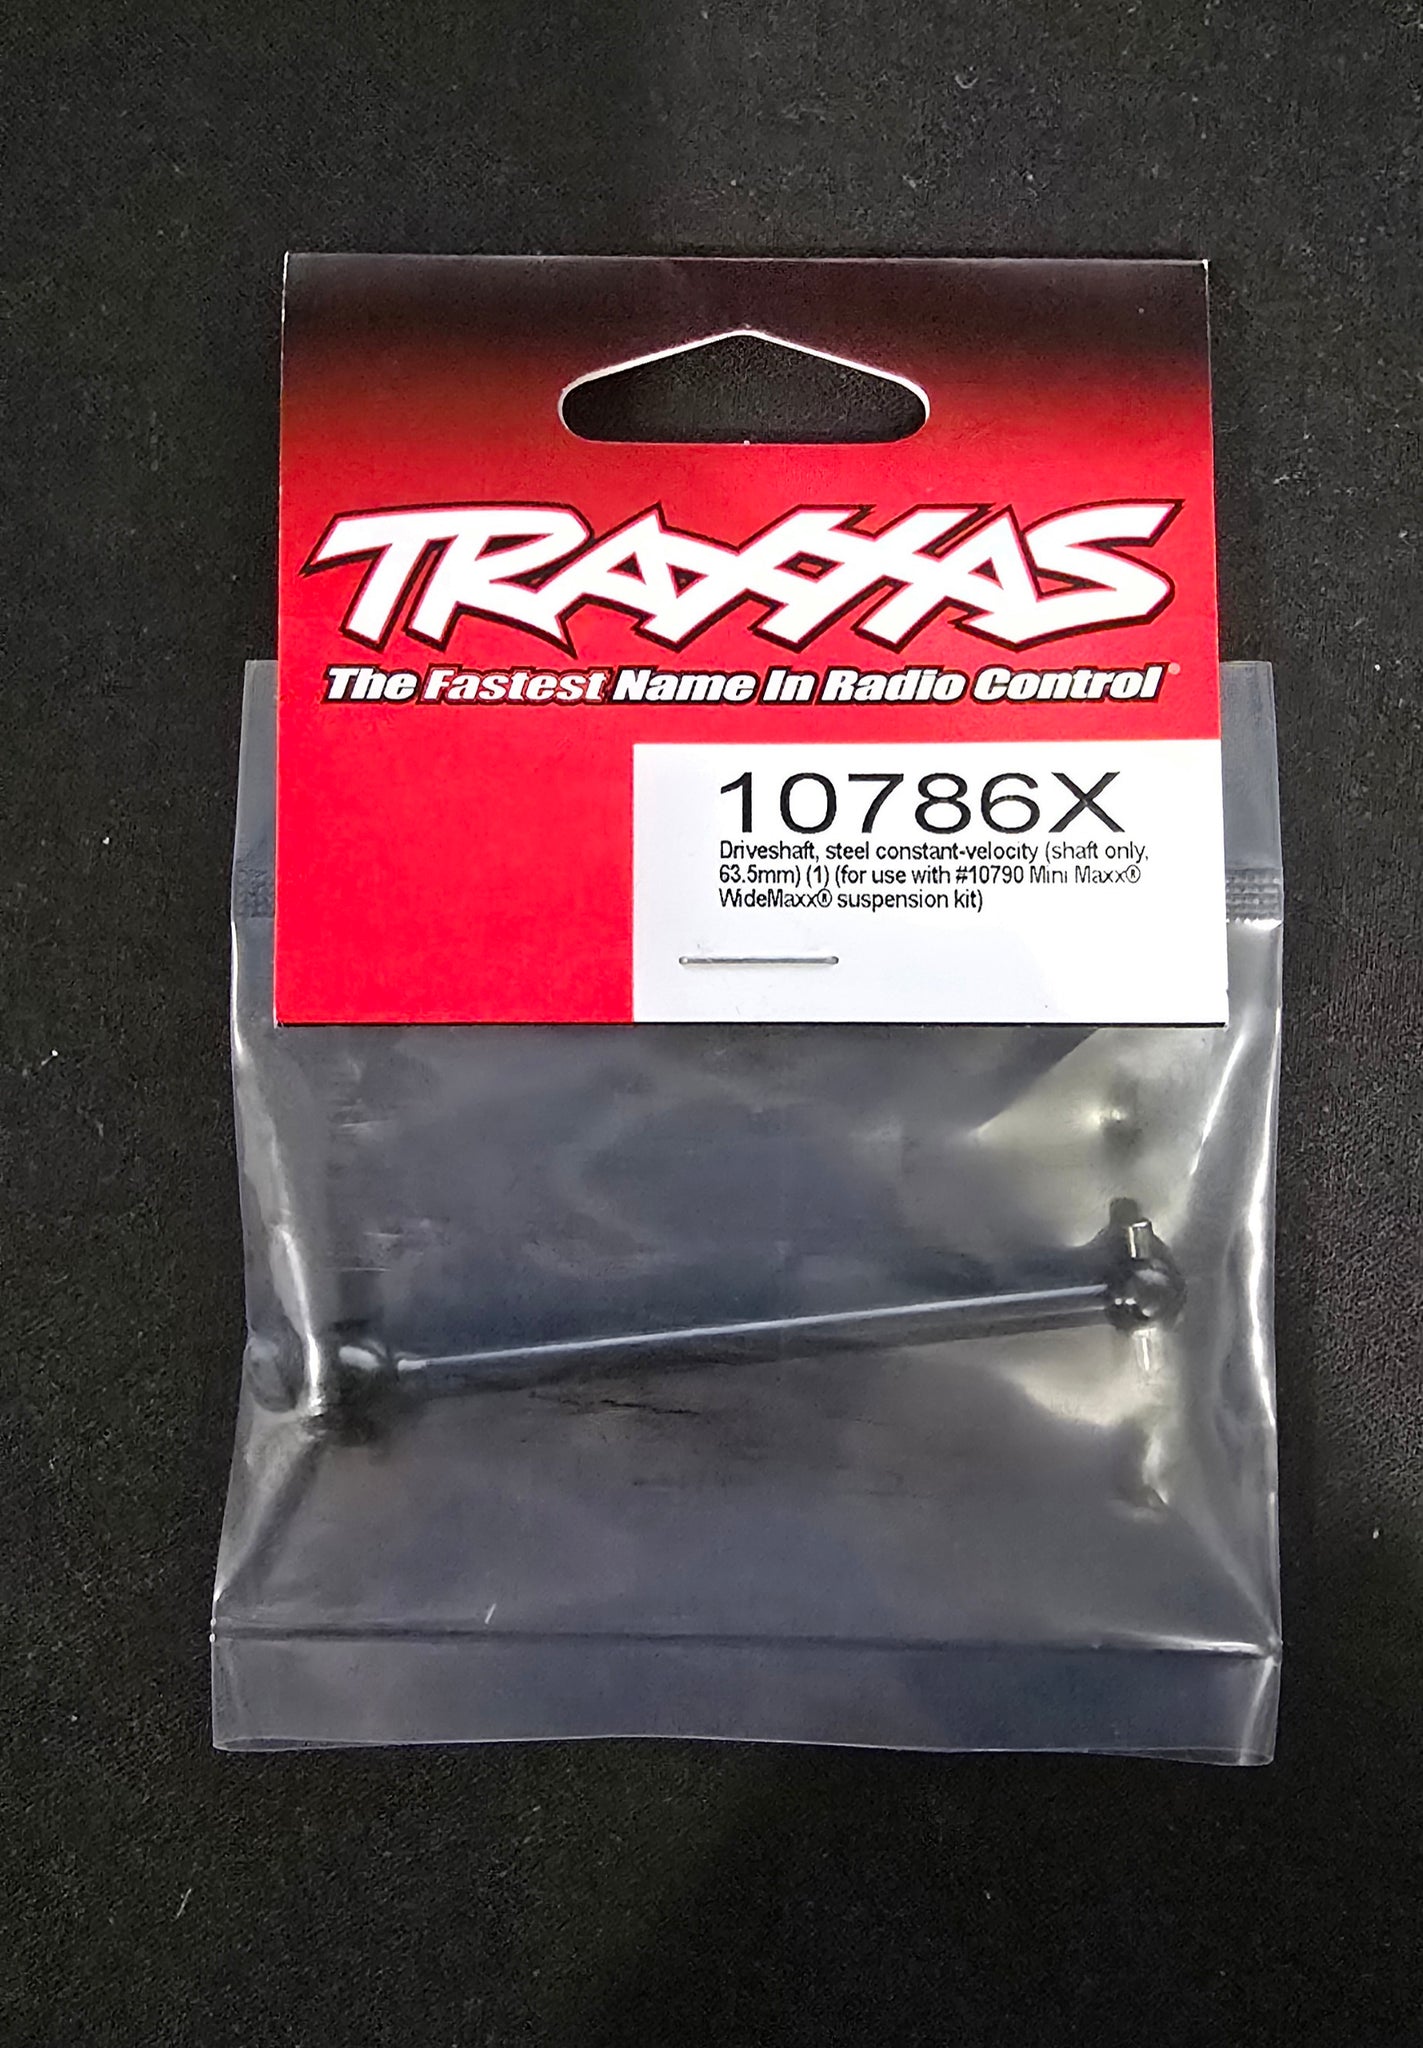 TRAXXAS
The Fastest Name In Radio Control
10786X
Driveshaft, steel constant-velocity (shaft only,
63.5mm) (1) (for use with #10790 Mini Maxx®
WideMaxx® suspension kit)